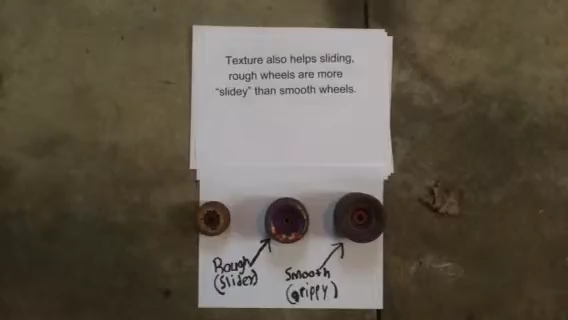 Texture also helps sliding,
rough wheels are more
“slidey” than smooth wheels.
Rough
(slidey)
Smooth
(grippy)